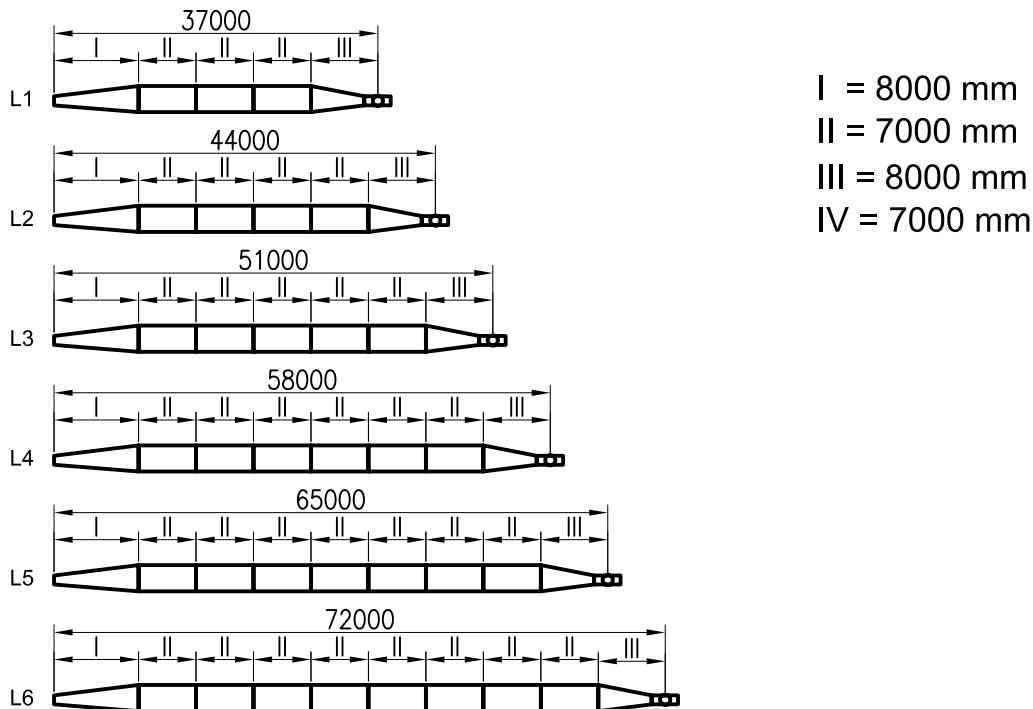 37000
I II II II III
L1
44000
I II II II II III
L2
51000
I II II II II II III
L3
58000
I II II II II II II III
L4
65000
I II II II II II II II III
L5
72000
I II II II II II II II II III
L6
I = 8000 mm
II = 7000 mm
III = 8000 mm
IV = 7000 mm